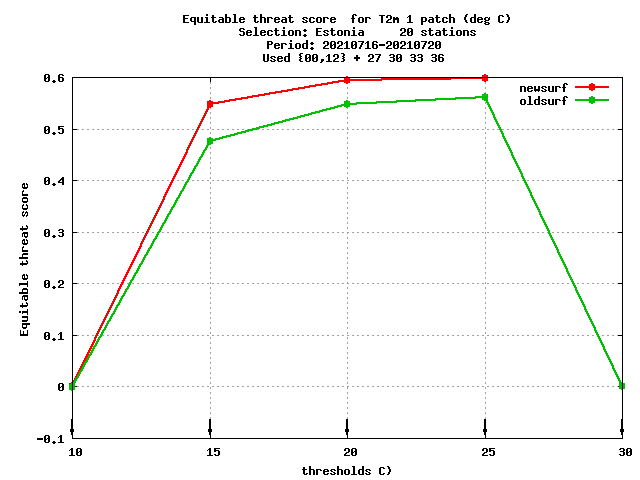 Equitable threat score  for T2m 1 patch (deg C)
Selection: Estonia     20 stations
Period: 20210716-20210720
Used {00,12} + 27 30 33 36
newsurf
oldsurf
Equitable threat score
0.6
0.5
0.4
0.3
0.2
0.1
0
-0.1
10 15 20 25 30
thresholds C)